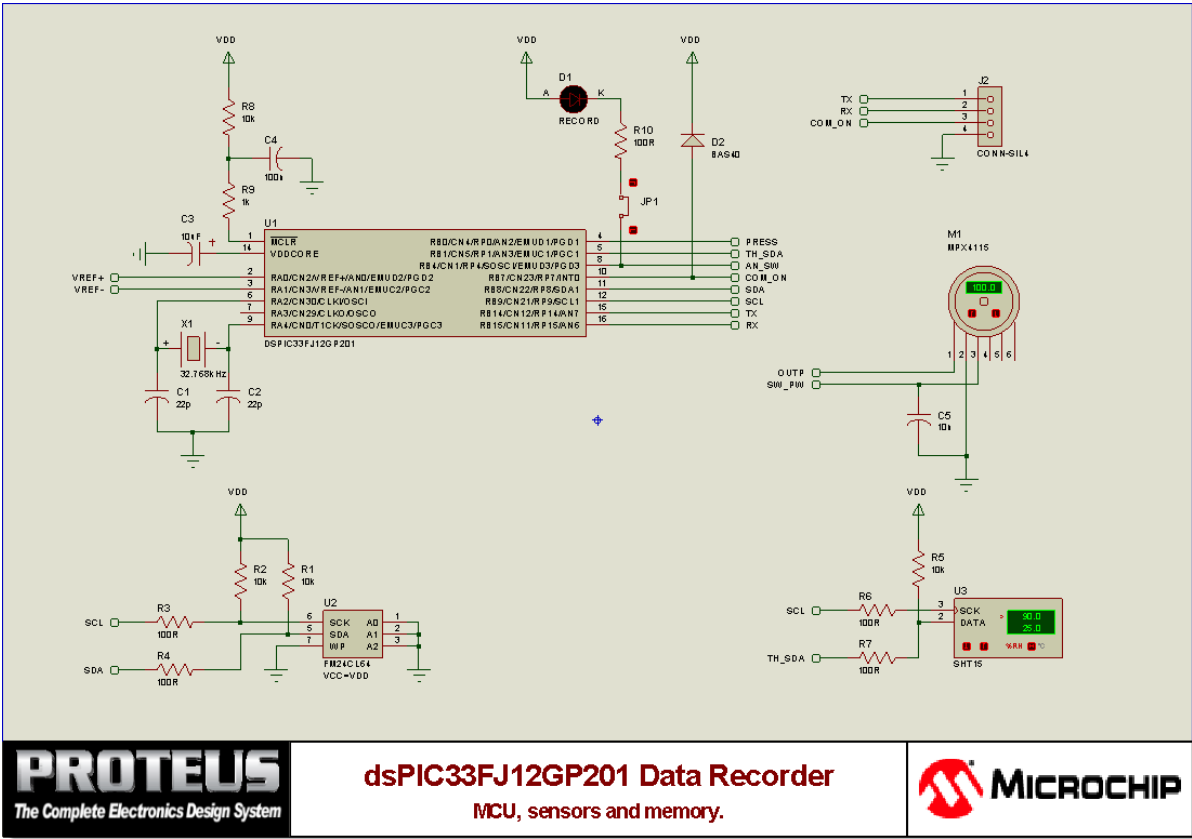 VDD
R8
10k
C4
100n
R9
1k
C3
10uF
+
VDD
D1
A
K
RECORD
R10
100R
JP1
VDD
D2
BAS40
TX
RX
COM_ON
1
2
3
4
J2
CONN-SIL4
U1
1
14
2
3
6
7
9
MCLR
VDDCORE
RA0/CN2/VREF+/AN0/EMUD2/PGD2
RA1/CN3/VREF-/AN1/EMUC2/PGC2
RA2/CN30/CLKI/OSCI
RA3/CN29/CLKO/OSCO
RA4/CN0/T1CK/SOSCO/EMUC3/PGC3
RB0/CN4/RP0/AN2/EMUD1/PGD1
RB1/CN5/RP1/AN3/EMUC1/PGC1
RB4/CN1/RP4/SOSCI/EMUD3/PGD3
RB7/CN23/RP7/INT0
RB8/CN22/RP8/SDA1
RB9/CN21/RP9/SCL1
RB14/CN12/RP14/AN7
RB15/CN11/RP15/AN6
4
5
8
10
11
12
15
16
PRESS
TH_SDA
AN_SW
COM_ON
SDA
SCL
TX
RX
DSPIC33FJ12GP201
VREF+
VREF-
X1
+
-
32.768kHz
C1
22p
C2
22p
M1
MPX4115
100.0
1 2 3 4 5 6
OUTP
SW_PW
C5
10n
VDD
R2
10k
R1
10k
SCL
R3
100R
SDA
R4
100R
U2
6
5
7
SCK
SDA
WP
A0
A1
A2
1
2
3
FM24CL64
VCC=VDD
VDD
R5
10k
SCL
R6
100R
TH_SDA
R7
100R
U3
3
2
SCK
DATA
>
90.0
25.0
%RH
°C
SHT15
PROTEUS
The Complete Electronics Design System
dsPIC33FJ12GP201 Data Recorder
MCU, sensors and memory.
MICROCHIP